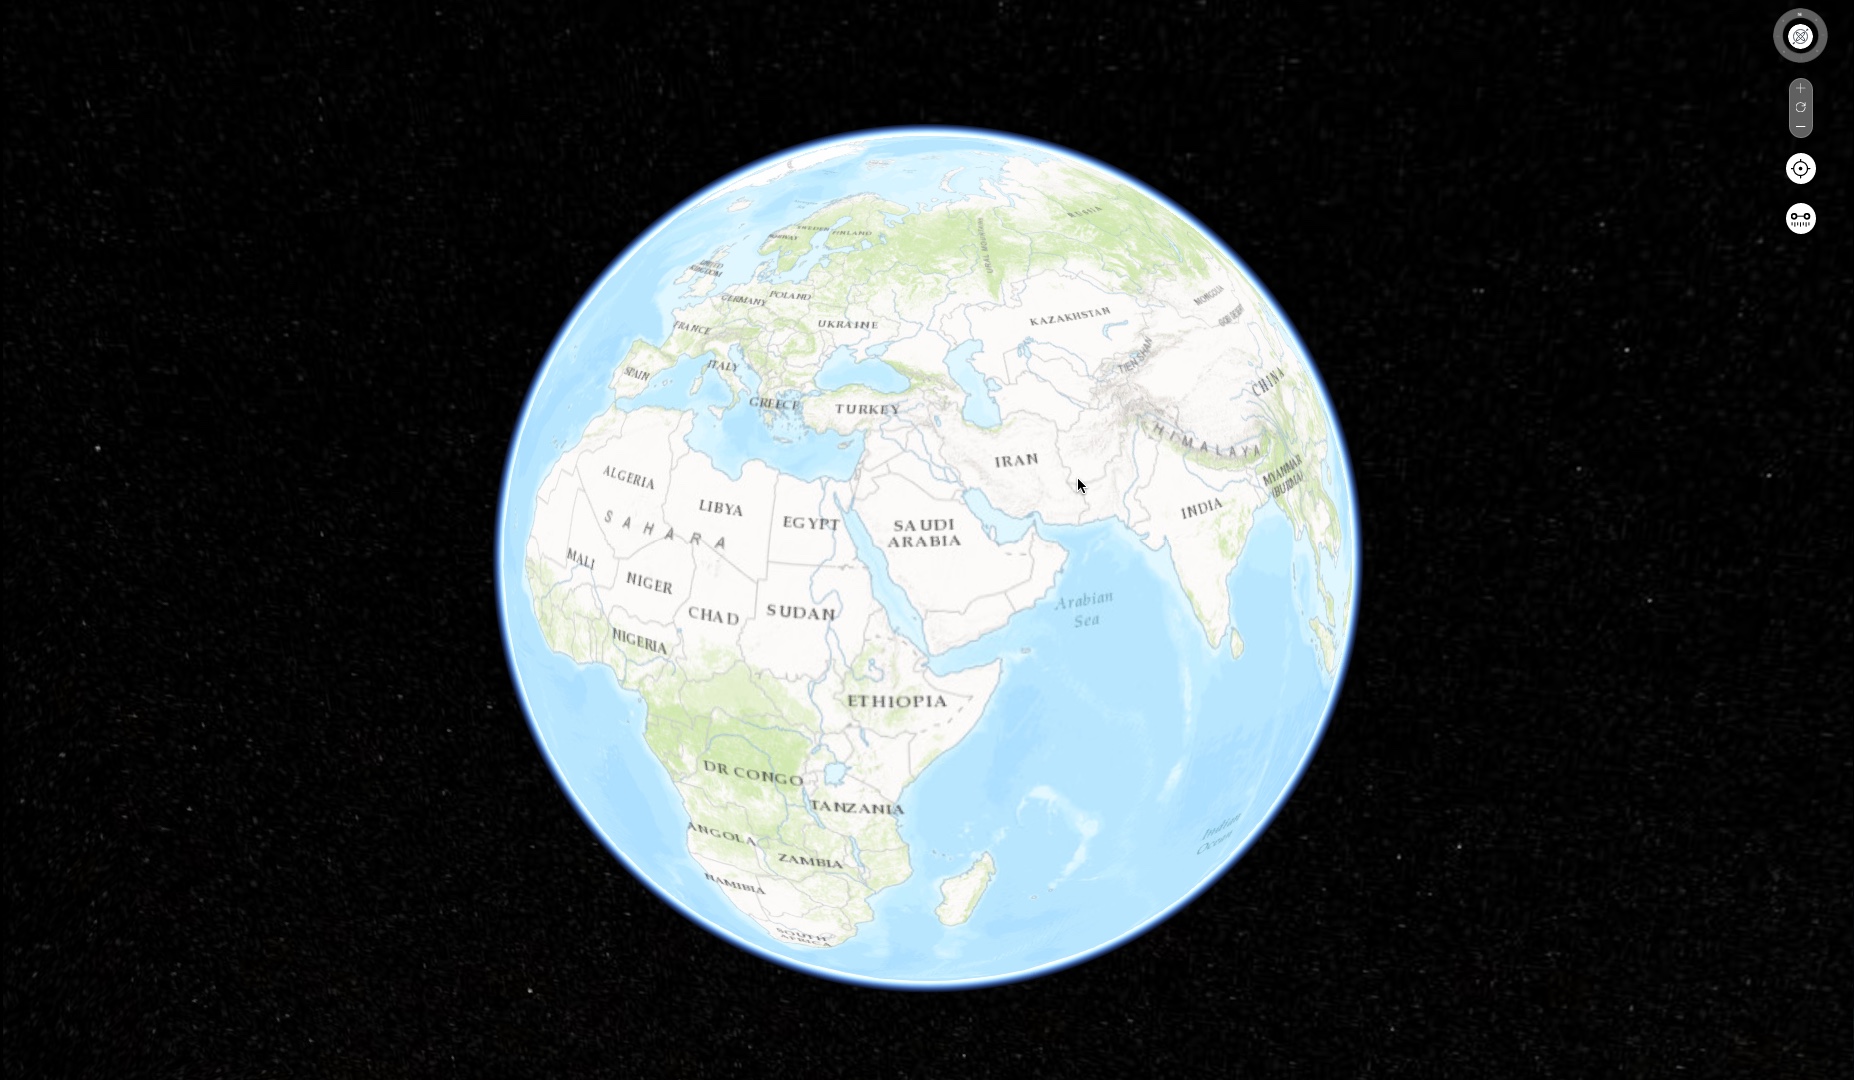 RUSSIA
SWEDEN
FINLAND
NORWAY
URAL MOUNTAINS
UNITED
KINGDOM
GERMANY
POLAND
MONGOLIA
GOBI DESERT
FRANCE
UKRAINE
KAZAKHSTAN
TIEN SHAN
SPAIN
ITALY
CHINA
GREECE
TURKEY
HIMALAYA
IRAN
MYANMAR
(BURMA)
ALGERIA
LIBYA
EGYPT
SAUDI
ARABIA
INDIA
SAHARA
MALI
NIGER
CHAD
SUDAN
Arabian
Sea
NIGERIA
ETHIOPIA
DR CONGO
TANZANIA
ANGOLA
ZAMBIA
Indian
Ocean
NAMIBIA
SOUTH
AFRICA